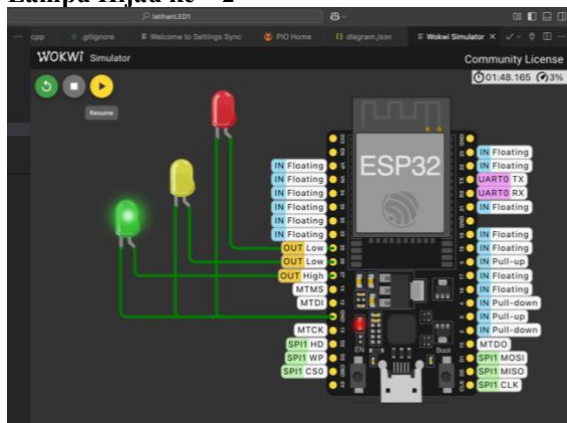 Lampu Hijau ke – 2
latihanLED1
cpp
.gitignore
Welcome to Settings Sync
PIO Home
diagram.json
Wokwi Simulator
WOKWi Simulator
Community License
01:48.165 3%
Resume
ESP32
IN Floating
IN Floating
IN Floating
IN Floating
IN Floating
IN Floating
OUT Low
OUT Low
OUT High
MTMS
MTDI
MTCK
SPI1 HD
SPI1 WP
SPI1 CS0
IN Floating
IN Floating
UART0 TX
UART0 RX
IN Floating
IN Floating
IN Floating
IN Pull-up
IN Floating
IN Floating
IN Pull-down
IN Pull-up
IN Pull-down
MTDO
SPI1 MOSI
SPI1 MISO
SPI1 CLK
EN
Boot